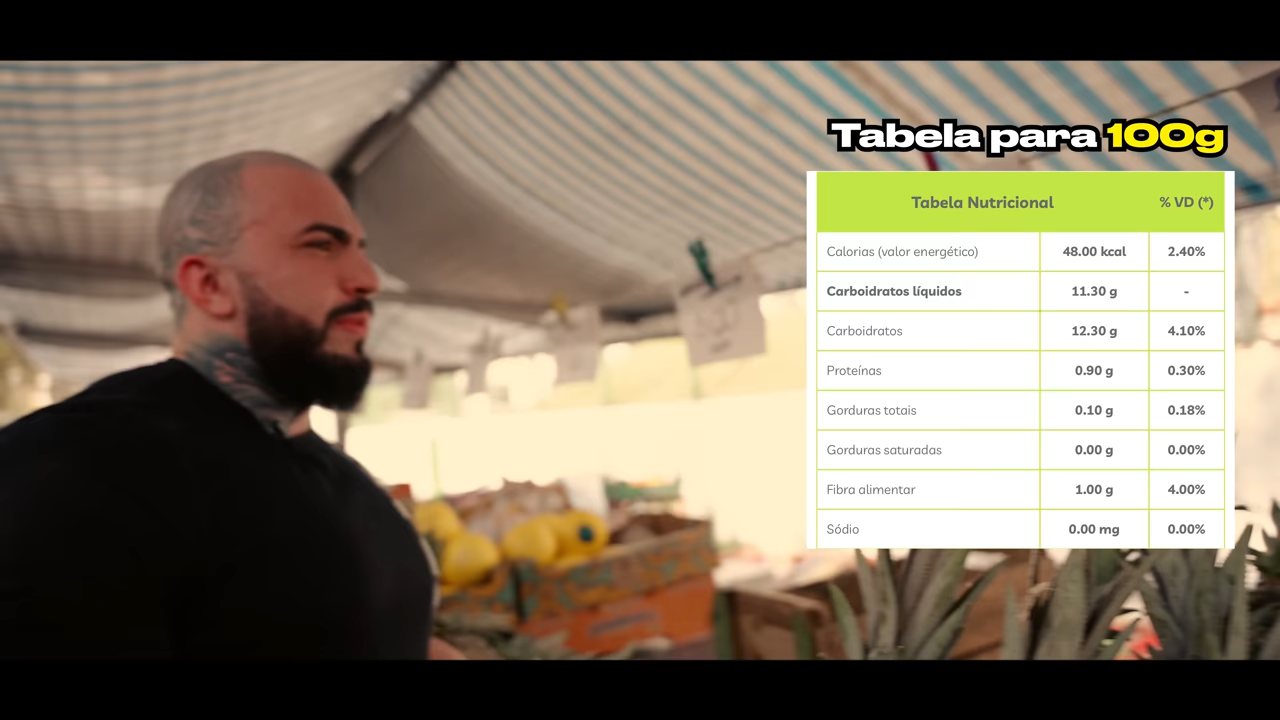 Tabela para 100g
Tabela Nutricional % VD (*)
Calorias (valor energético) 48.00 kcal 2.40%
Carboidratos líquidos 11.30 g -
Carboidratos 12.30 g 4.10%
Proteínas 0.90 g 0.30%
Gorduras totais 0.10 g 0.18%
Gorduras saturadas 0.00 g 0.00%
Fibra alimentar 1.00 g 4.00%
Sódio 0.00 mg 0.00%